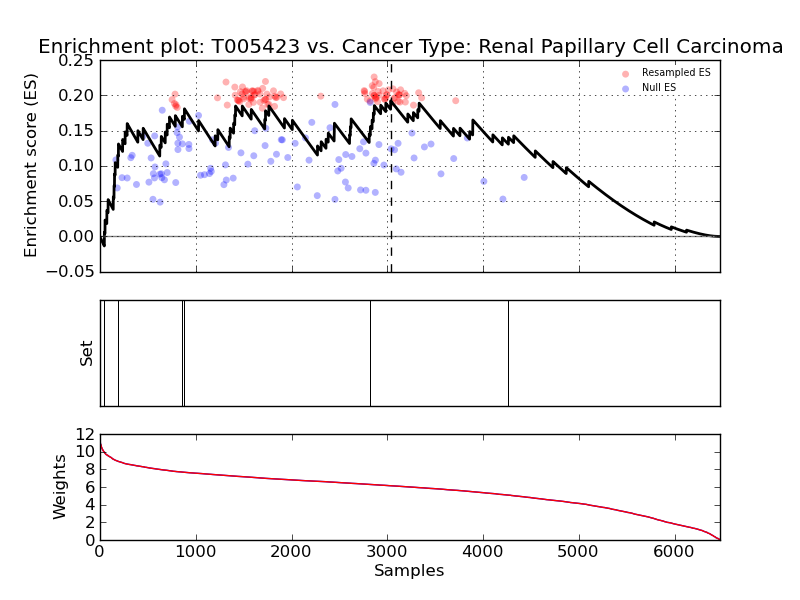 Enrichment plot: T005423 vs. Cancer Type: Renal Papillary Cell Carcinoma
0.25
0.20
0.15
0.10
0.05
0.00
−0.05
Enrichment score (ES)
Resampled ES
Null ES
Set
12
10
8
6
4
2
0
Weights
0 1000 2000 3000 4000 5000 6000
Samples